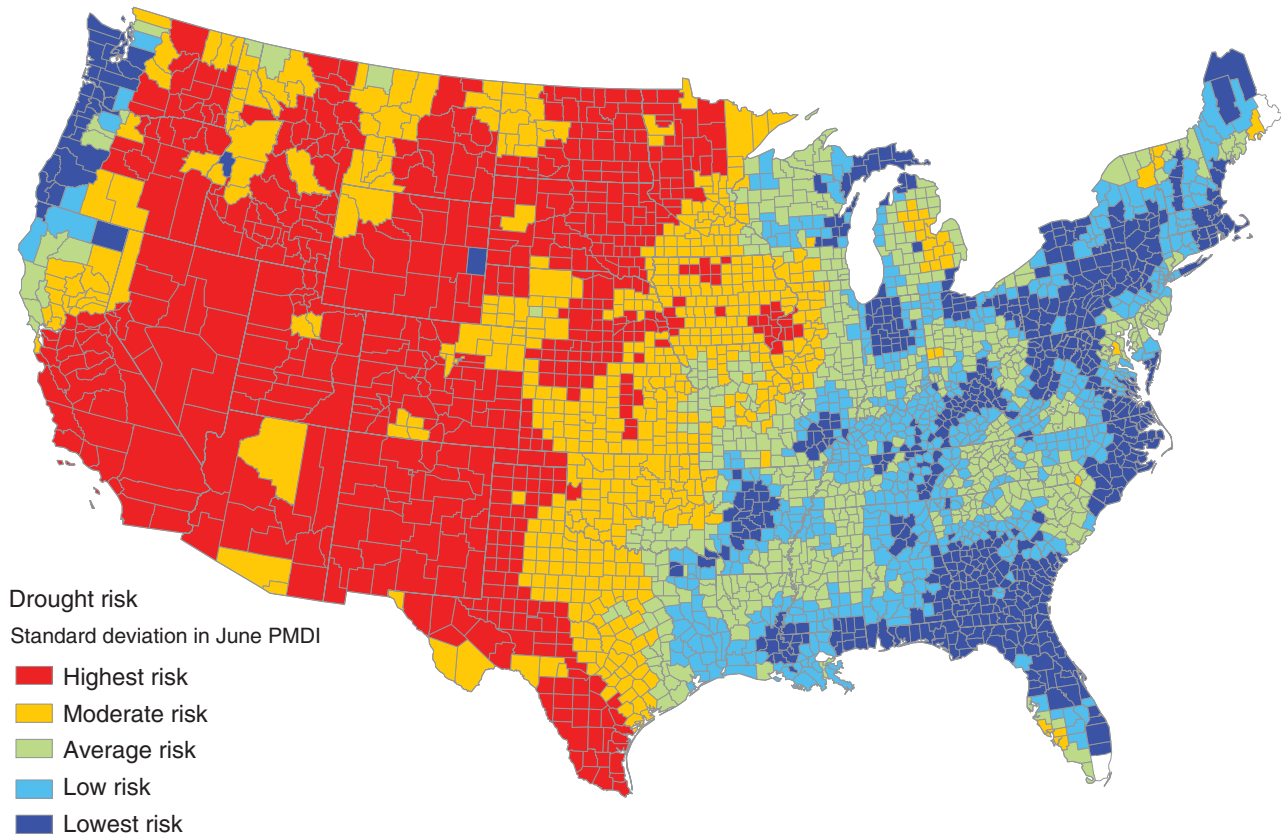 Drought risk
Standard deviation in June PMDI
Highest risk
Moderate risk
Average risk
Low risk
Lowest risk